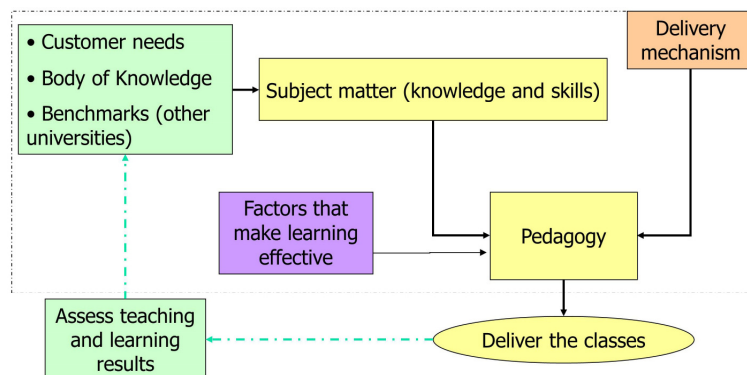 • Customer needs
• Body of Knowledge
• Benchmarks (other
universities)
Subject matter (knowledge and skills)
Delivery
mechanism
Factors that
make learning
effective
Pedagogy
Assess teaching
and learning
results
Deliver the classes